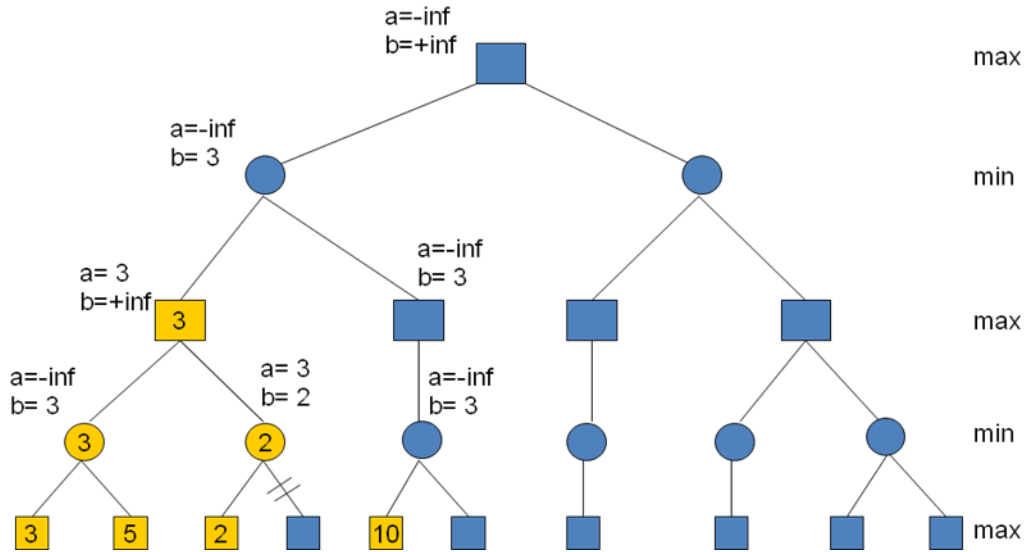 a=-inf
b=+inf
max
a=-inf
b= 3
min
a= 3
b=+inf
a=-inf
b= 3
3
max
a=-inf
b= 3
a= 3
b= 2
a=-inf
b= 3
3
2
min
3
5
2
10
max